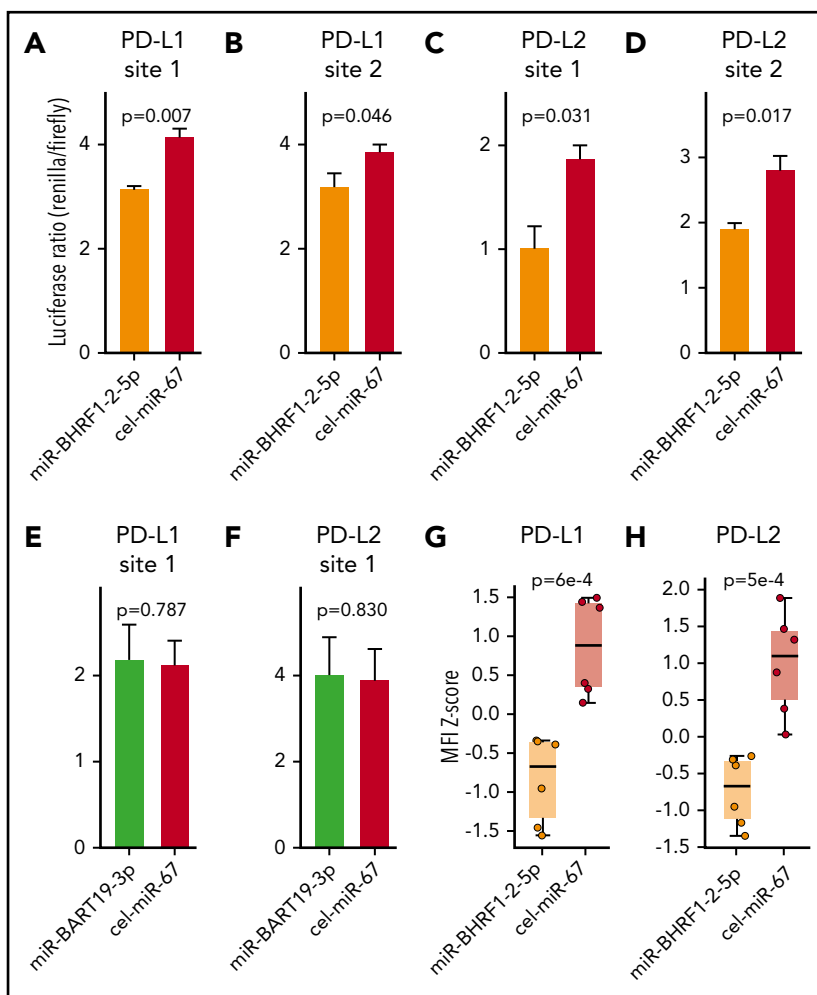 A
PD-L1
site 1
p=0.007
Luciferase ratio (renilla/firefly)
4
2
0
miR-BHRF1-2-5p
cel-miR-67
B
PD-L1
site 2
p=0.046
4
2
0
miR-BHRF1-2-5p
cel-miR-67
C
PD-L2
site 1
p=0.031
2
1
0
miR-BHRF1-2-5p
cel-miR-67
D
PD-L2
site 2
p=0.017
3
2
1
0
miR-BHRF1-2-5p
cel-miR-67
E
PD-L1
site 1
p=0.787
2
1
0
miR-BART19-3p
cel-miR-67
F
PD-L2
site 1
p=0.830
4
2
0
miR-BART19-3p
cel-miR-67
G
PD-L1
p=6e-4
MFI Z-score
1.5
1.0
0.5
0.0
-0.5
-1.0
-1.5
miR-BHRF1-2-5p
cel-miR-67
H
PD-L2
p=5e-4
2.0
1.5
1.0
0.5
0.0
-0.5
-1.0
-1.5
miR-BHRF1-2-5p
cel-miR-67